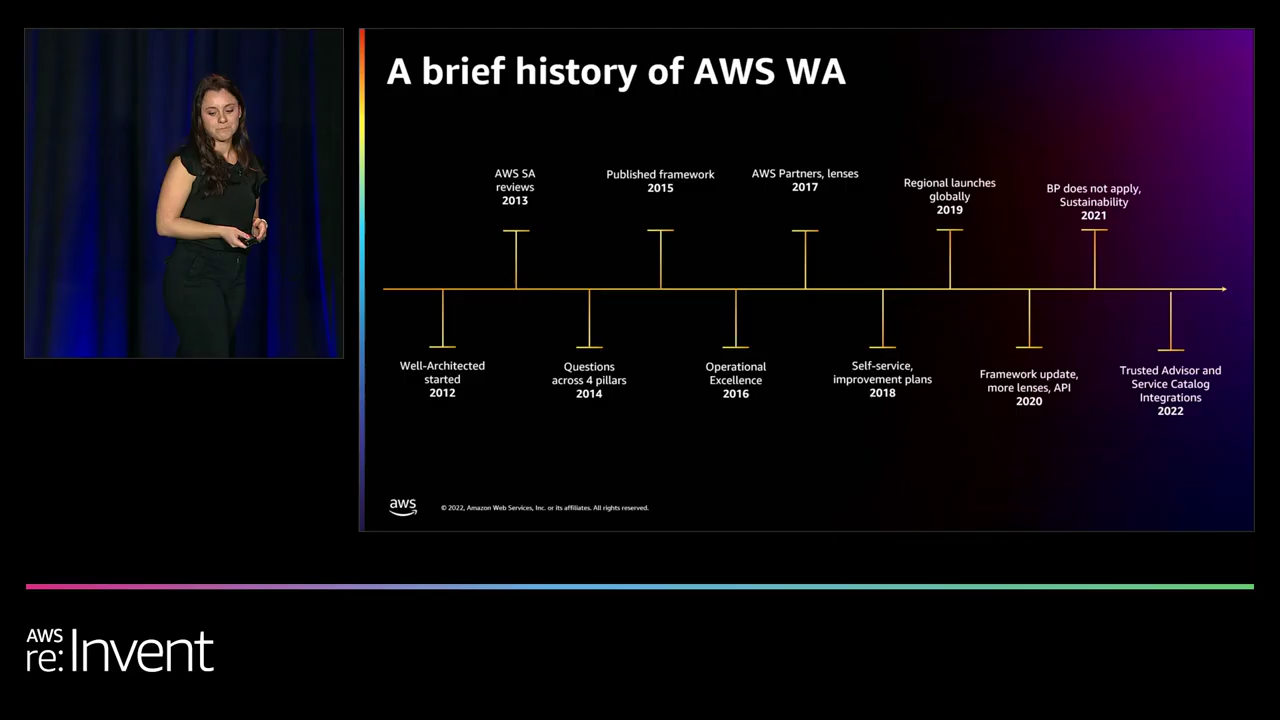 A brief history of AWS WA
AWS SA
reviews
2013
Published framework
2015
AWS Partners, lenses
2017
Regional launches
globally
2019
BP does not apply,
Sustainability
2021
Well-Architected
started
2012
Questions
across 4 pillars
2014
Operational
Excellence
2016
Self-service,
improvement plans
2018
Framework update,
more lenses, API
2020
Trusted Advisor and
Service Catalog
Integrations
2022
aws
© 2022, Amazon Web Services, Inc. or its affiliates. All rights reserved.
AWS
re:Invent